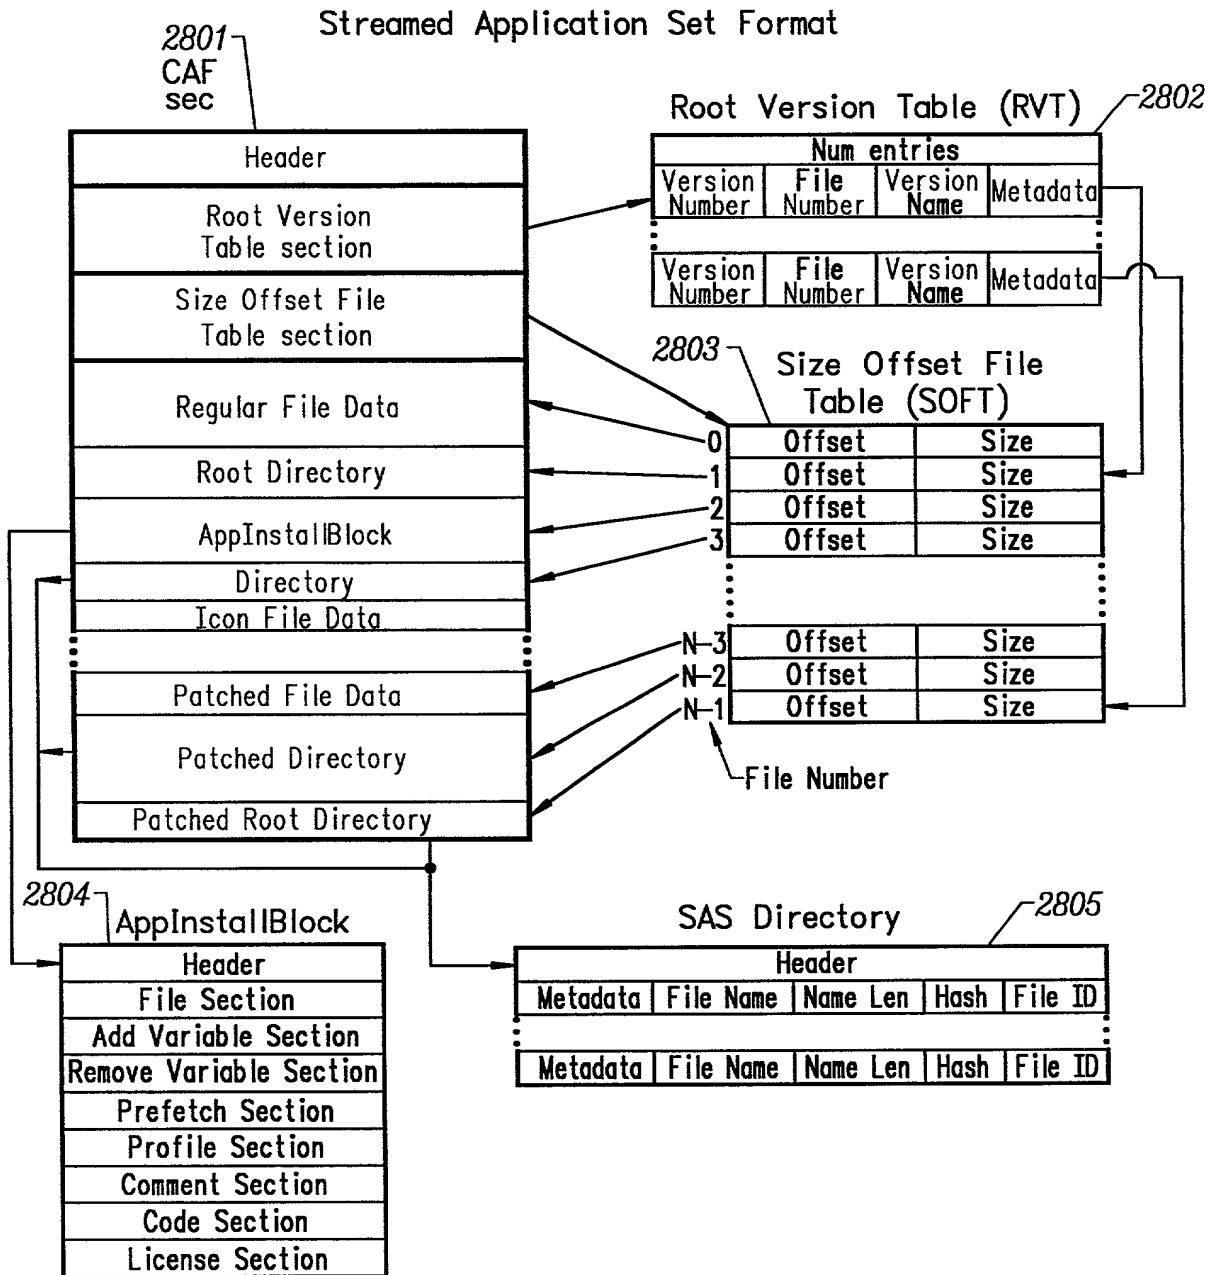 Streamed Application Set Format
2801
CAF
sec
Header
Root Version
Table section
Size Offset File
Table section
Regular File Data
Root Directory
AppInstallBlock
Directory
Icon File Data
Patched File Data
Patched Directory
Patched Root Directory
Root Version Table (RVT)
2802
Num entries
Version Number File Number Version Name Metadata
Version Number File Number Version Name Metadata
2803
Size Offset File
Table (SOFT)
0 Offset Size
1 Offset Size
2 Offset Size
3 Offset Size
N-3 Offset Size
N-2 Offset Size
N-1 Offset Size
File Number
2804
AppInstallBlock
Header
File Section
Add Variable Section
Remove Variable Section
Prefetch Section
Profile Section
Comment Section
Code Section
License Section
SAS Directory
2805
Header
Metadata File Name Name Len Hash File ID
Metadata File Name Name Len Hash File ID